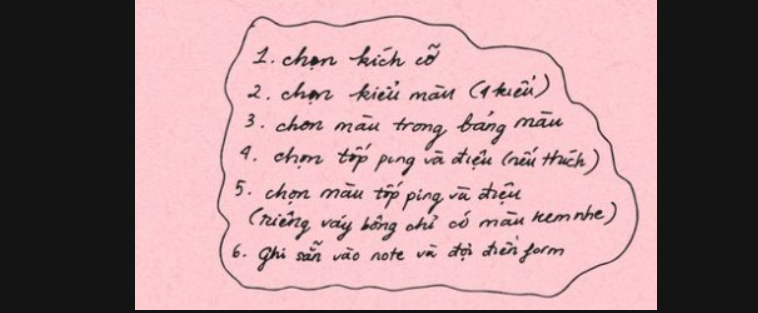 1. chọn kích cỡ
2. chọn kiểu màu (1 kiểu)
3. chọn màu trong bảng màu
4. chọn tốp ping và điệu (nếu thích)
5. chọn màu tốp ping và điệu
(riêng váy bông chỉ có màu kem nhe)
6. Ghi sẵn vào note và đợi điền form